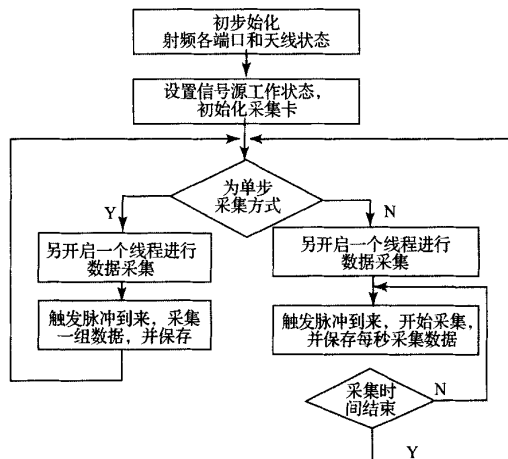 初步始化
射频各端口和天线状态
设置信号源工作状态，
初始化采集卡
为单步
采集方式
Y
N
另开启一个线程进行
数据采集
另开启一个线程进行
数据采集
触发脉冲到来，采集
一组数据，并保存
触发脉冲到来，开始采集，
并保存每秒采集数据
采集时
间结束
N
Y